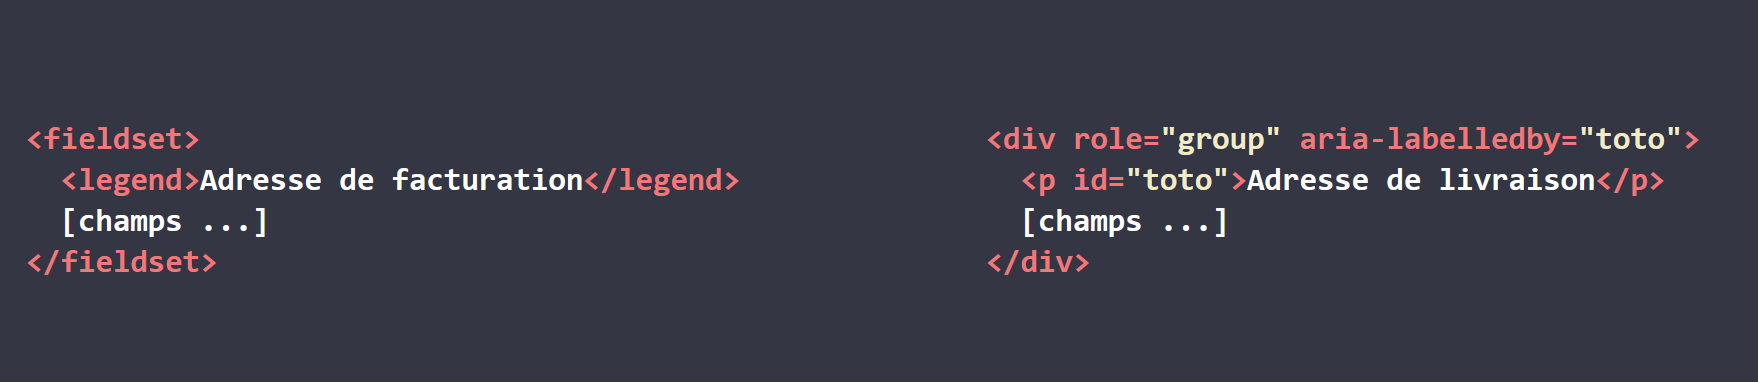 <fieldset>
  <legend>Adresse de facturation</legend>
  [champs ...]
</fieldset>
<div role="group" aria-labelledby="toto">
  <p id="toto">Adresse de livraison</p>
  [champs ...]
</div>